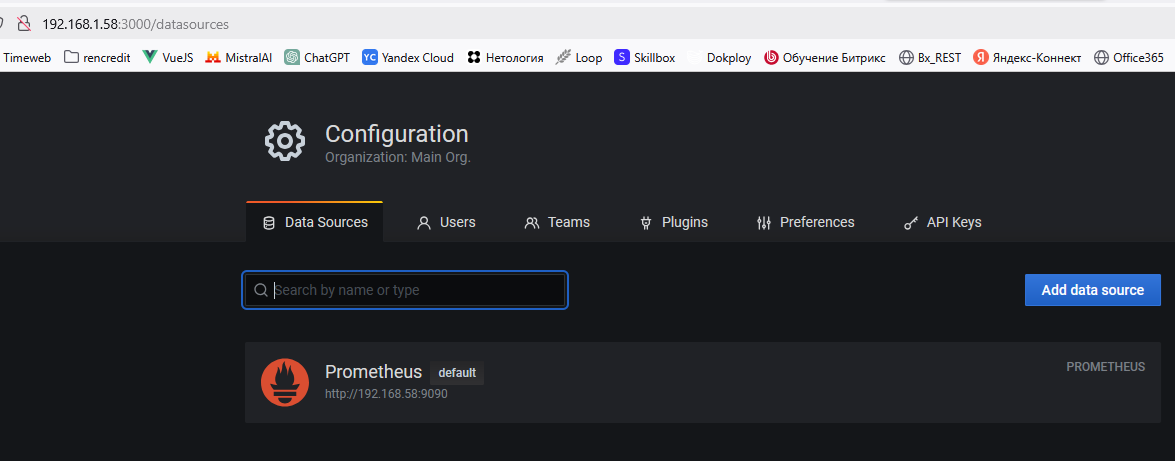 192.168.1.58:3000/datasources
Timeweb rencredit VueJS MistralAI ChatGPT YC Yandex Cloud Нетология Loop S Skillbox Dokploy Обучение Битрикс Bx_REST Я Яндекс-Коннект Office365
Configuration
Organization: Main Org.
Data Sources Users Teams Plugins Preferences API Keys
Search by name or type Add data source
Prometheus default PROMETHEUS
http://192.168.58:9090